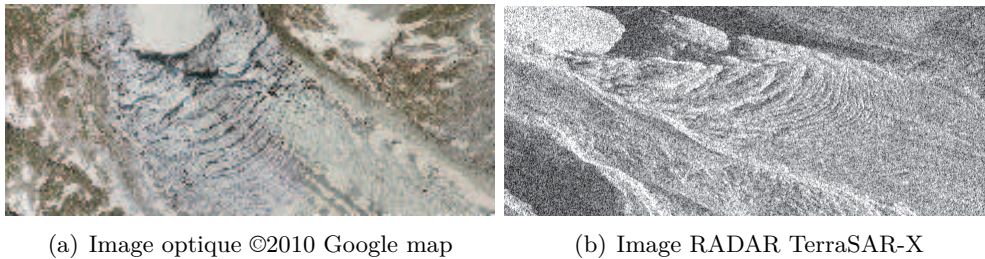 (a) Image optique ©2010 Google map
(b) Image RADAR TerraSAR-X